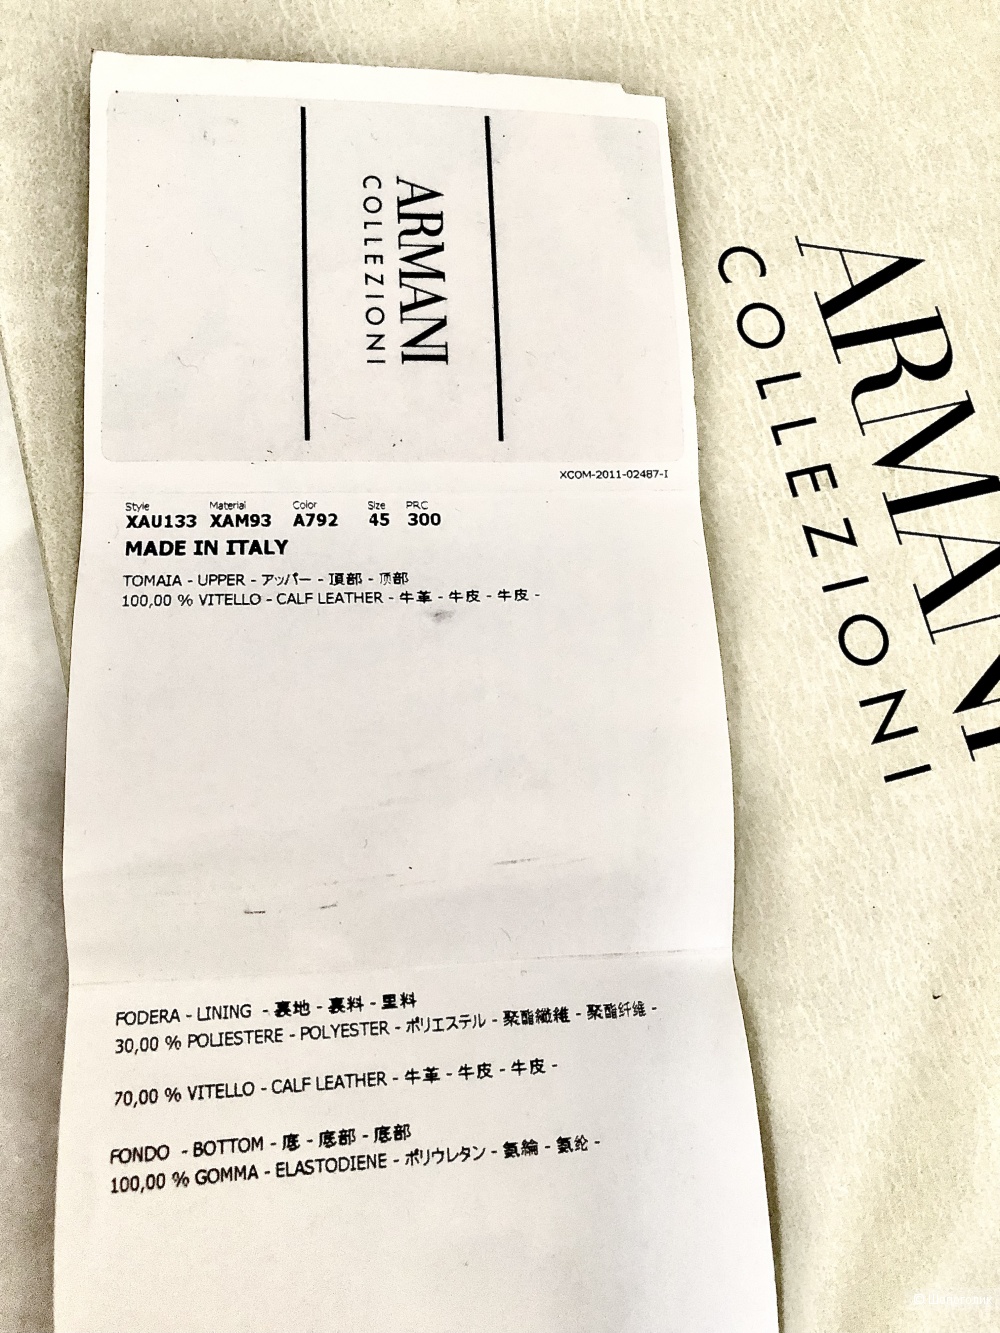 ARMANI
COLLEZIONI
XCOM-2011-02487-I
Style Material Color Size PRC
XAU133 XAM93 A792 45 300
MADE IN ITALY
TOMAIA - UPPER - アッパー - 頂部 - 顶部
100,00 % VITELLO - CALF LEATHER - 牛革 - 牛皮 - 牛皮 -
FODERA - LINING - 裏地 - 裏料 - 里料
30,00 % POLIESTERE - POLYESTER - ポリエステル - 聚酯纖維 - 聚酯纤维 -
70,00 % VITELLO - CALF LEATHER - 牛革 - 牛皮 - 牛皮 -
FONDO - BOTTOM - 底 - 底部 - 底部
100,00 % GOMMA - ELASTODIENE - ポリウレタン - 氨綸 - 氨纶 -
ARMANI
COLLEZIONI